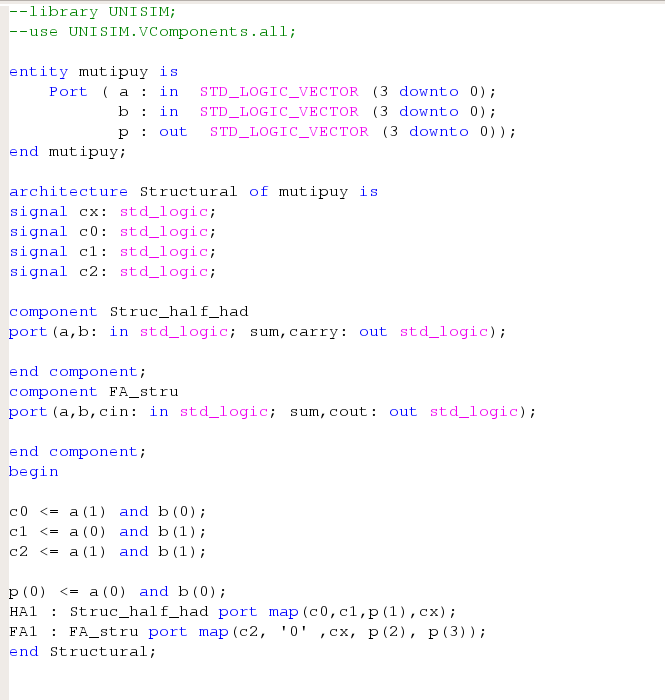 --library UNISIM;
--use UNISIM.VComponents.all;
entity mutipuy is
Port ( a : in STD_LOGIC_VECTOR (3 downto 0);
b : in STD_LOGIC_VECTOR (3 downto 0);
p : out STD_LOGIC_VECTOR (3 downto 0));
end mutipuy;
architecture Structural of mutipuy is
signal cx: std_logic;
signal c0: std_logic;
signal c1: std_logic;
signal c2: std_logic;
component Struc_half_had
port(a,b: in std_logic; sum,carry: out std_logic);
end component;
component FA_stru
port(a,b,cin: in std_logic; sum,cout: out std_logic);
end component;
begin
c0 <= a(1) and b(0);
c1 <= a(0) and b(1);
c2 <= a(1) and b(1);
p(0) <= a(0) and b(0);
HA1 : Struc_half_had port map(c0,c1,p(1),cx);
FA1 : FA_stru port map(c2, '0' ,cx, p(2), p(3));
end Structural;